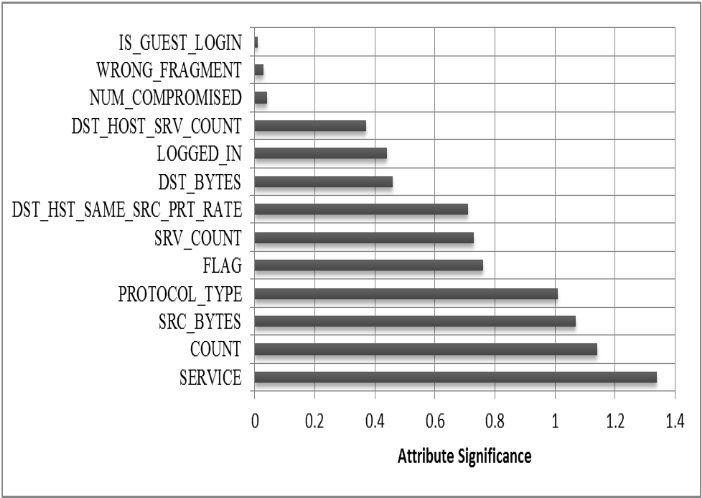 IS_GUEST_LOGIN
WRONG_FRAGMENT
NUM_COMPROMISED
DST_HOST_SRV_COUNT
LOGGED_IN
DST_BYTES
DST_HST_SAME_SRC_PRT_RATE
SRV_COUNT
FLAG
PROTOCOL_TYPE
SRC_BYTES
COUNT
SERVICE
0 0.2 0.4 0.6 0.8 1 1.2 1.4
Attribute Significance